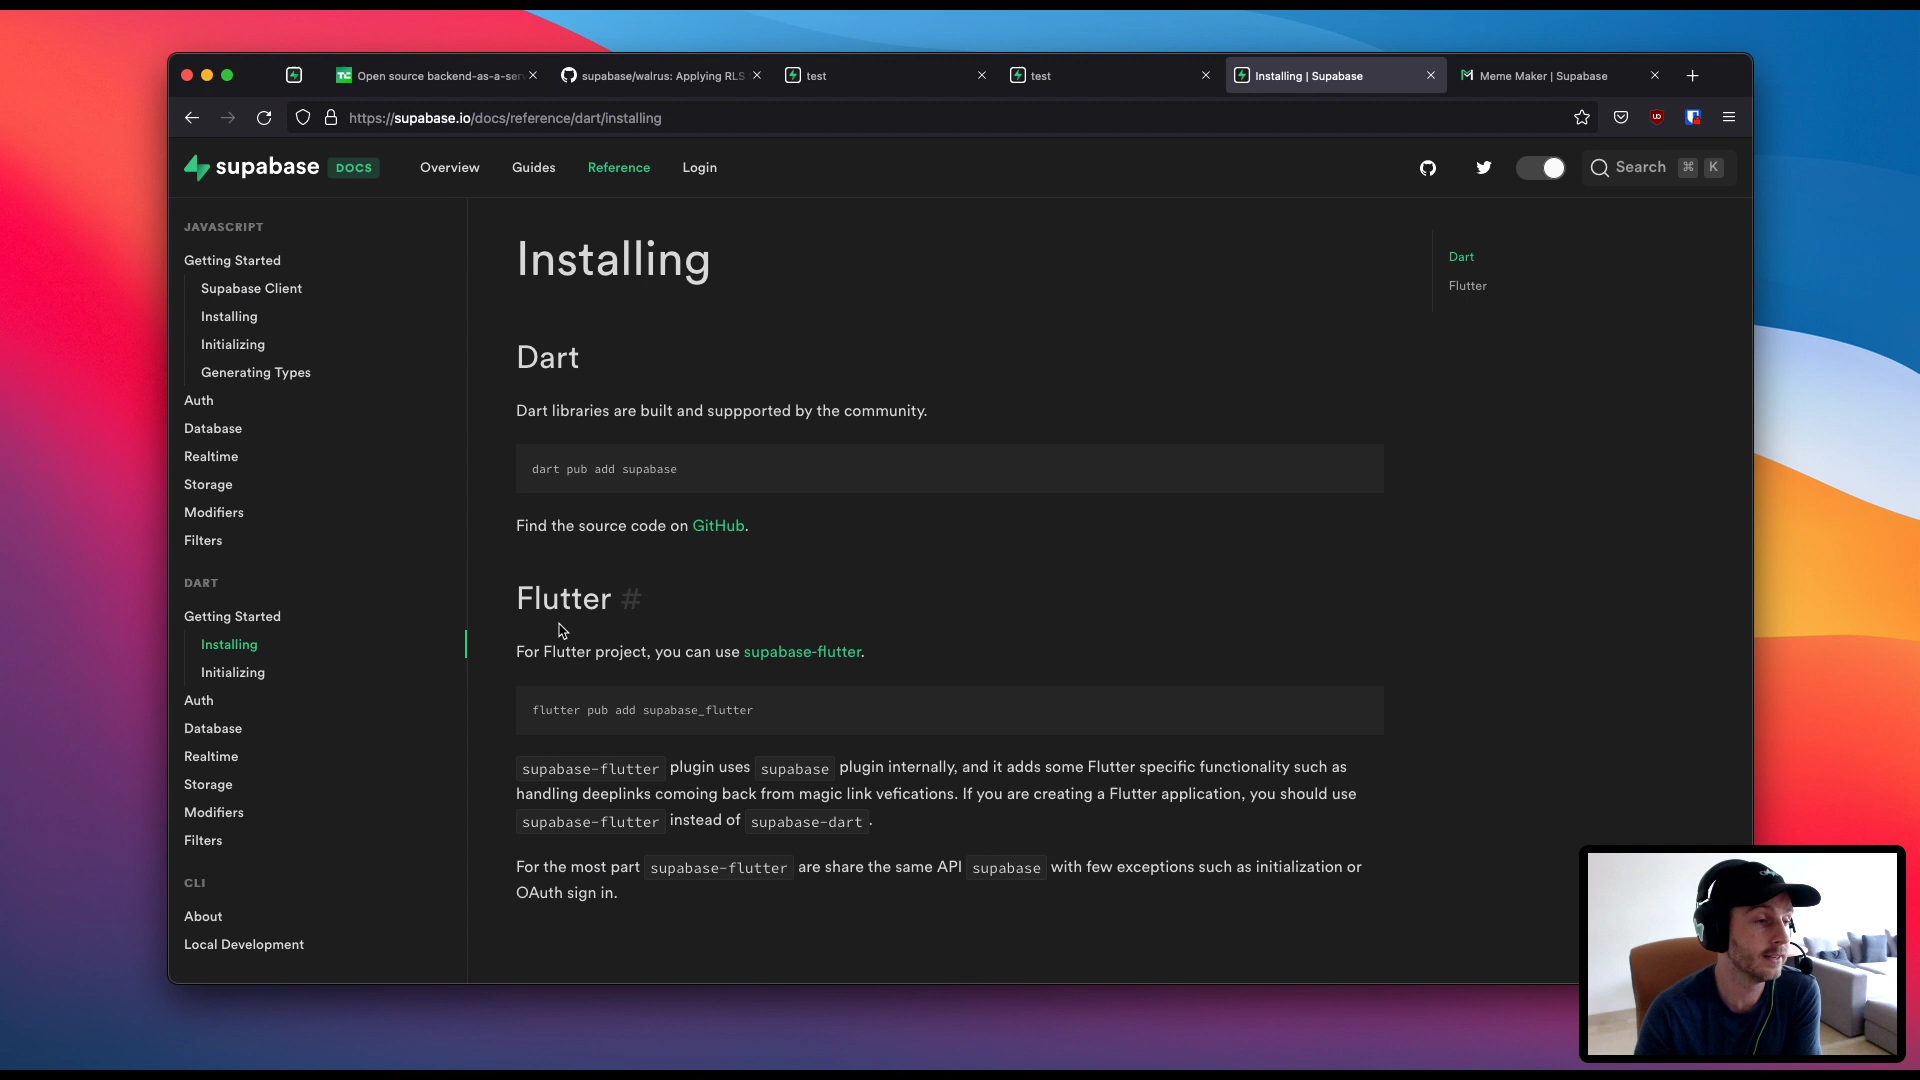 Open source backend-as-a-serv
supabase/walrus: Applying RLS
test
test
Installing | Supabase
Meme Maker | Supabase
https://supabase.io/docs/reference/dart/installing
supabase DOCS
Overview
Guides
Reference
Login
Search ⌘ K
JAVASCRIPT
Getting Started
Supabase Client
Installing
Initializing
Generating Types
Auth
Database
Realtime
Storage
Modifiers
Filters
DART
Getting Started
Installing
Initializing
Auth
Database
Realtime
Storage
Modifiers
Filters
CLI
About
Local Development
Installing
Dart
Dart libraries are built and suppported by the community.
dart pub add supabase
Find the source code on GitHub.
Flutter #
For Flutter project, you can use supabase-flutter.
flutter pub add supabase_flutter
supabase-flutter plugin uses supabase plugin internally, and it adds some Flutter specific functionality such as
handling deeplinks comoing back from magic link vefications. If you are creating a Flutter application, you should use
supabase-flutter instead of supabase-dart.
For the most part supabase-flutter are share the same API supabase with few exceptions such as initialization or
OAuth sign in.
Dart
Flutter